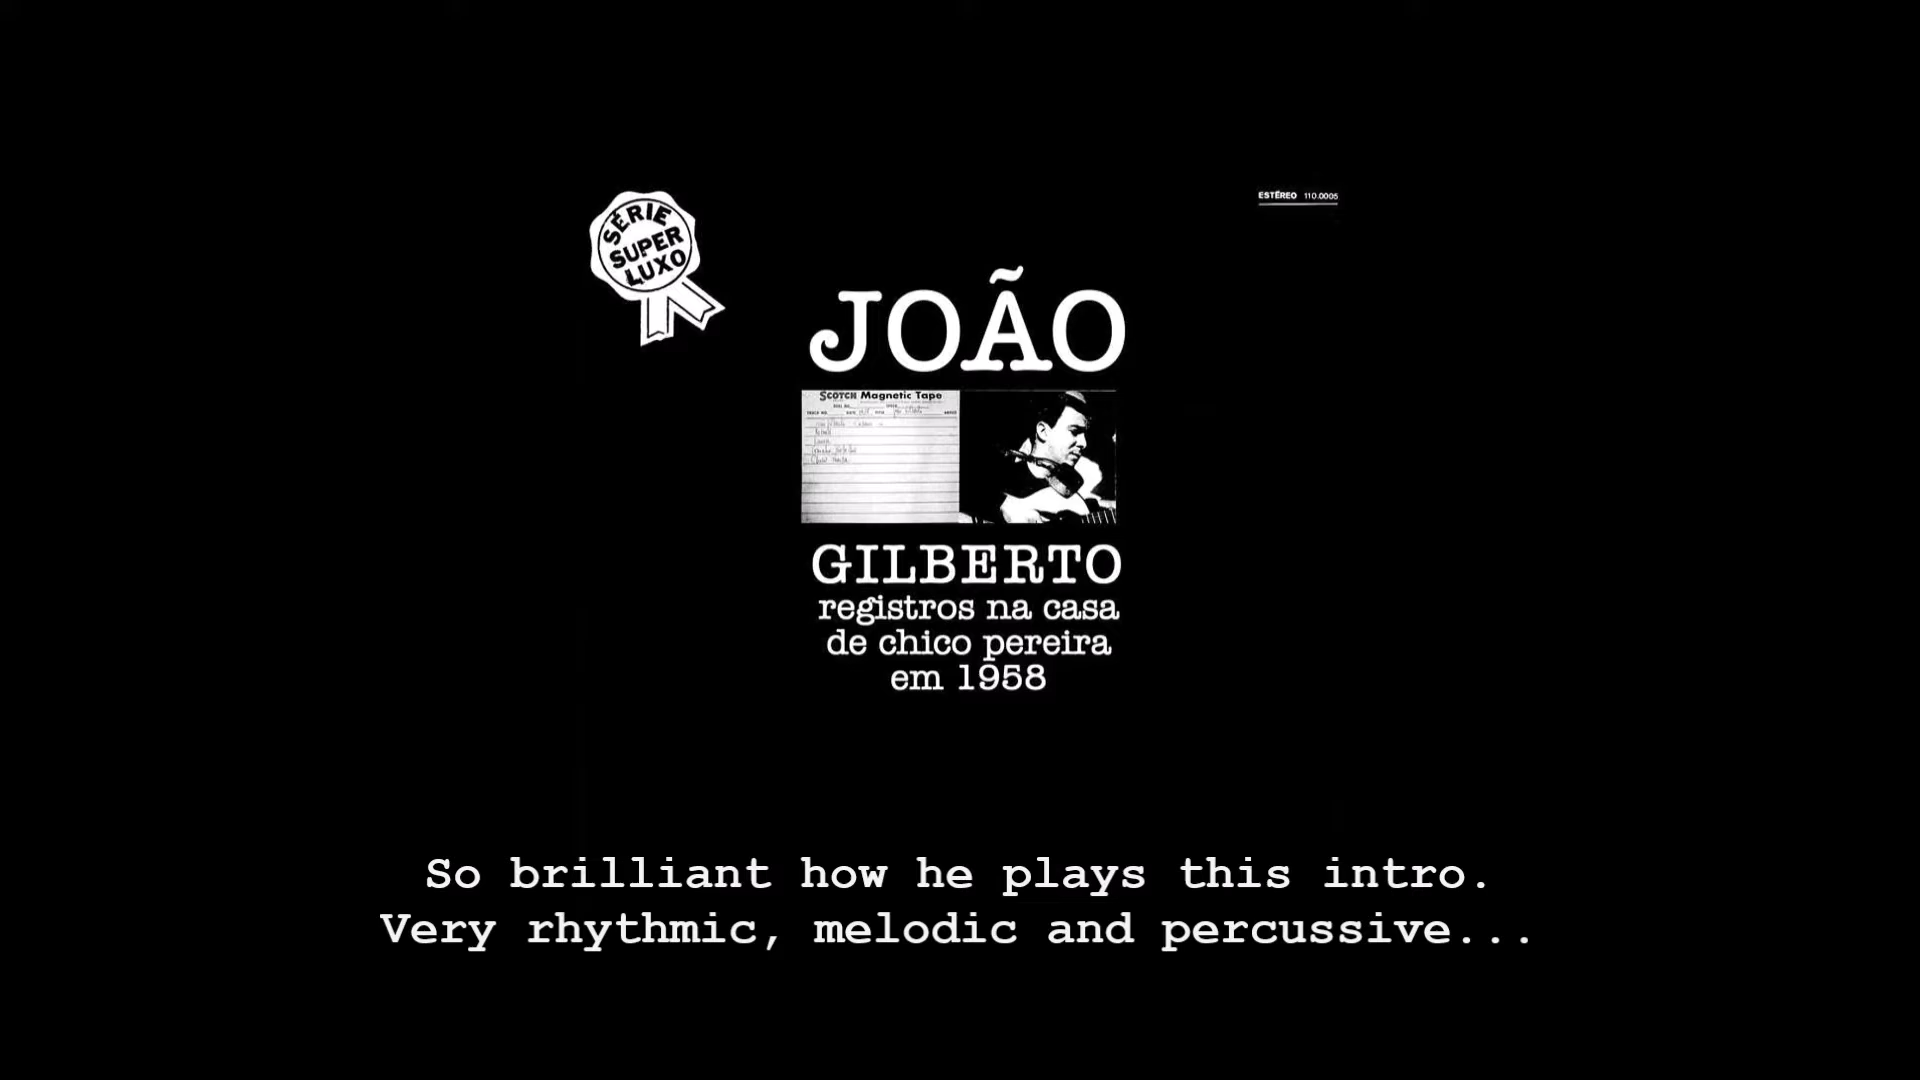 SÉRIE
SUPER
LUXO
ESTÉREO 110.0005
JOÃO
SCOTCH Magnetic Tape
GILBERTO
registros na casa
de chico pereira
em 1958
So brilliant how he plays this intro.
Very rhythmic, melodic and percussive...